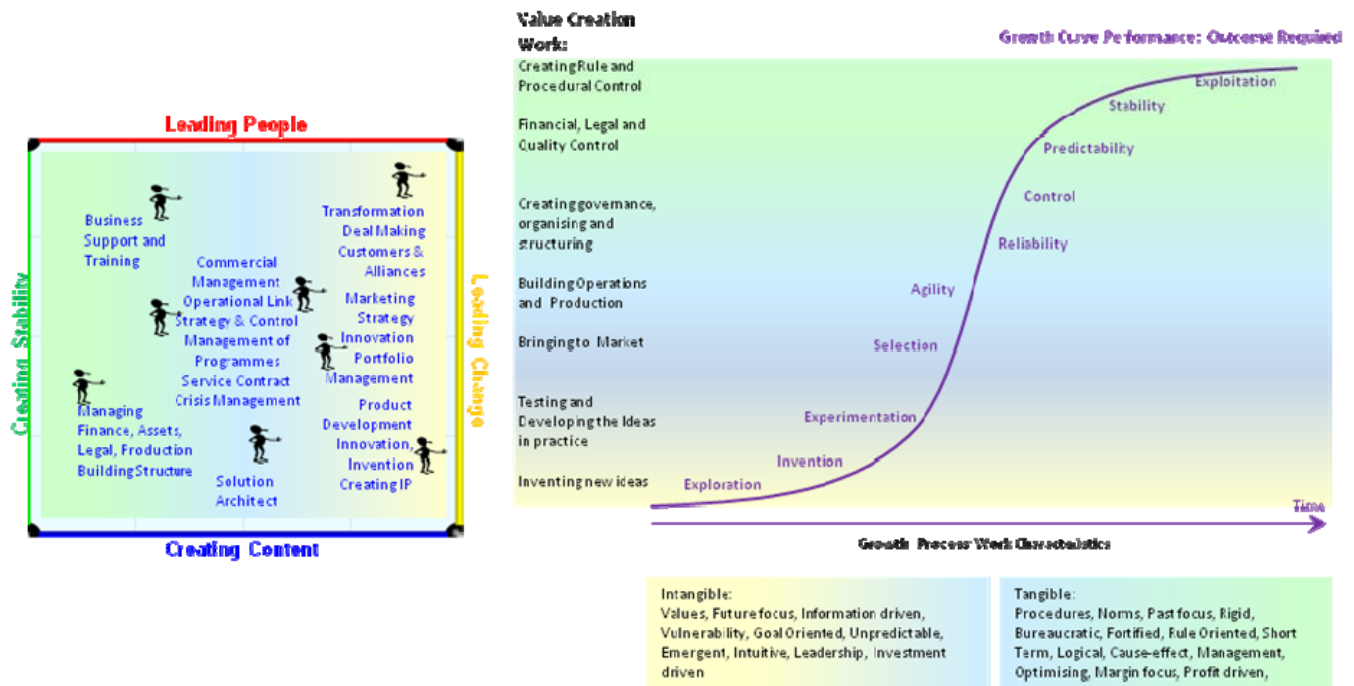 Leading People
Creating Stability
Leading Change
Creating Content
Business
Support and
Training
Commercial
Management
Operational Link
Strategy & Control
Management of
Programmes
Service Contract
Crisis Management
Transformation
Deal Making
Customers &
Alliances
Marketing
Strategy
Innovation
Portfolio
Management
Managing
Finance, Assets,
Legal, Production
Building Structure
Solution
Architect
Product
Development
Innovation,
Invention
Creating IP
Value Creation
Work:
Growth Curve Performance: Outcome Required
Creating Rule and
Procedural Control
Financial, Legal and
Quality Control
Creating governance,
organising and
structuring
Building Operations
and Production
Bringing to Market
Testing and
Developing the Ideas
in practice
Inventing new ideas
Exploitation
Stability
Predictability
Control
Reliability
Agility
Selection
Experimentation
Invention
Exploration
Time
Growth Process Work Characteristics
Intangible:
Values, Future focus, Information driven,
Vulnerability, Goal Oriented, Unpredictable,
Emergent, Intuitive, Leadership, Investment
driven
Tangible:
Procedures, Norms, Past focus, Rigid,
Bureaucratic, Fortified, Rule Oriented, Short
Term, Logical, Cause-effect, Management,
Optimising, Margin focus, Profit driven,